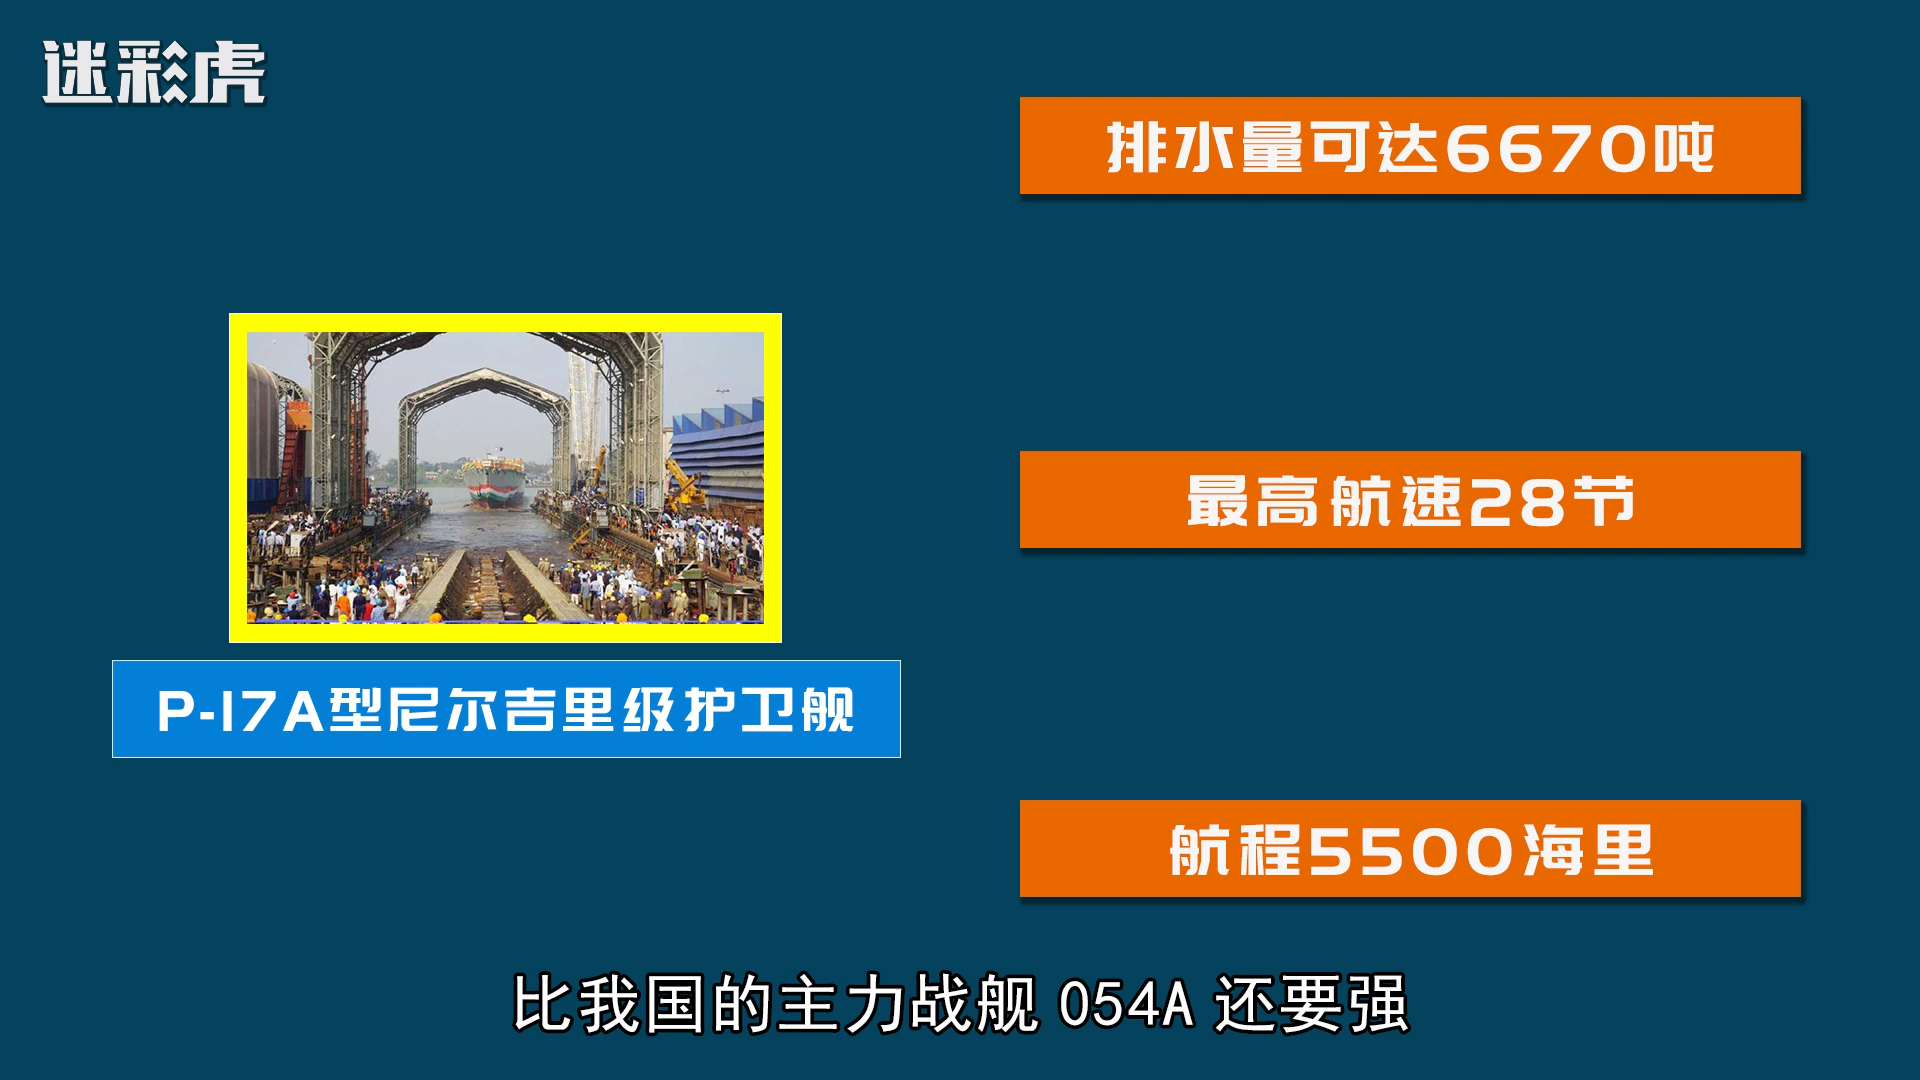 迷彩虎
排水量可达6670吨
最高航速28节
P-17A型尼尔吉里级护卫舰
航程5500海里
比我国的主力战舰 054A 还要强